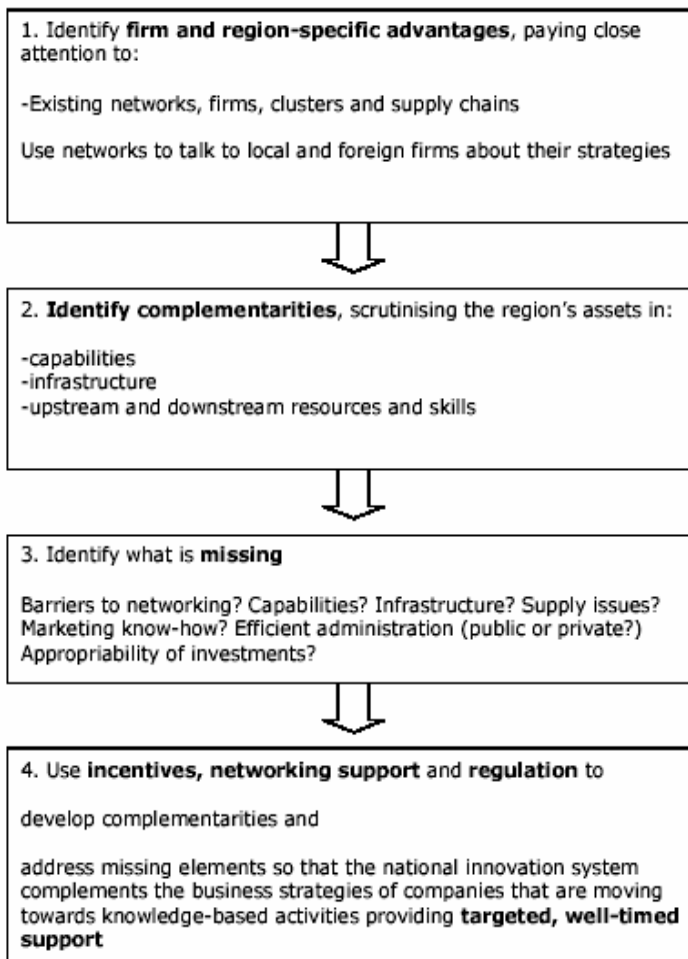 1. Identify firm and region-specific advantages, paying close
attention to:
-Existing networks, firms, clusters and supply chains
Use networks to talk to local and foreign firms about their strategies
2. Identify complementarities, scrutinising the region's assets in:
-capabilities
-infrastructure
-upstream and downstream resources and skills
3. Identify what is missing
Barriers to networking? Capabilities? Infrastructure? Supply issues?
Marketing know-how? Efficient administration (public or private?)
Appropriability of investments?
4. Use incentives, networking support and regulation to
develop complementarities and
address missing elements so that the national innovation system
complements the business strategies of companies that are moving
towards knowledge-based activities providing targeted, well-timed
support